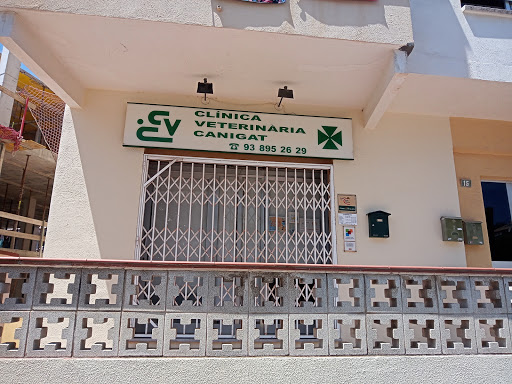 CV
CLÍNICA
VETERINÀRIA
CANIGAT
☎ 93 895 26 29